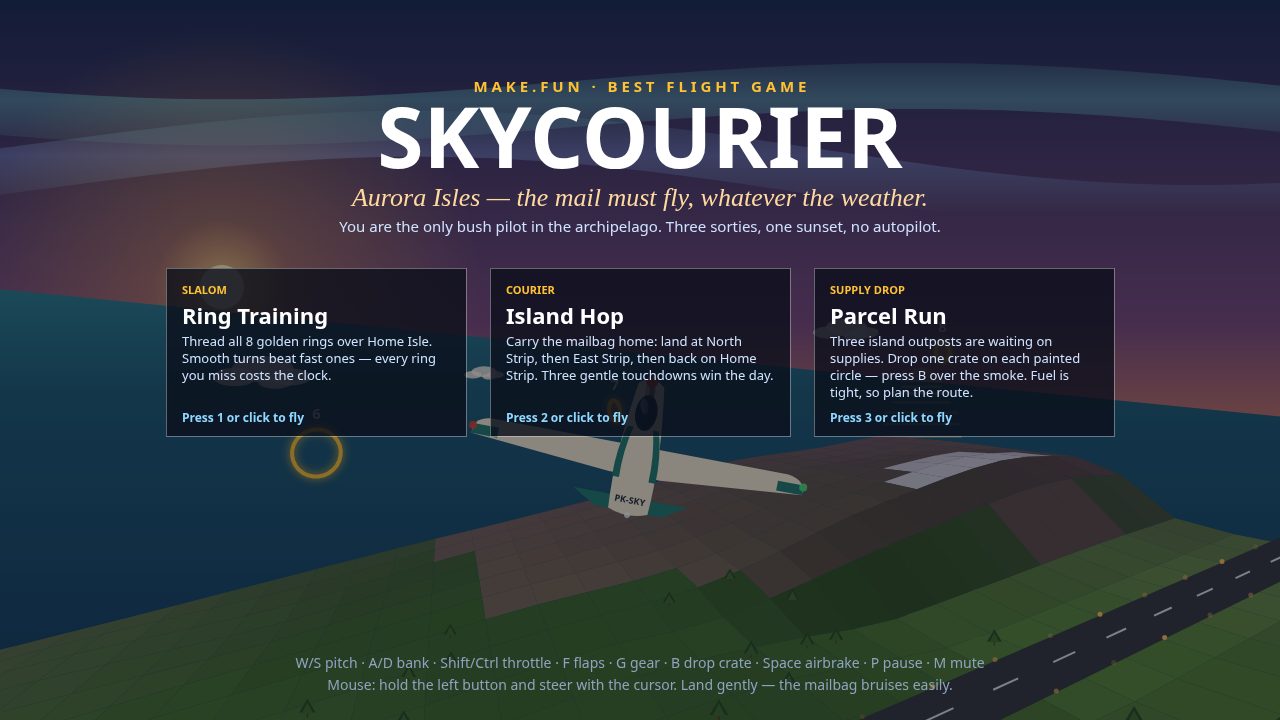 MAKE.FUN · BEST FLIGHT GAME
SKYCOURIER
Aurora Isles — the mail must fly, whatever the weather.
You are the only bush pilot in the archipelago. Three sorties, one sunset, no autopilot.
SLALOM
Ring Training
Thread all 8 golden rings over Home Isle.
Smooth turns beat fast ones — every ring
you miss costs the clock.
Press 1 or click to fly
6
COURIER
Island Hop
Carry the mailbag home: land at North
Strip, then East Strip, then back on Home
Strip. Three gentle touchdowns win the day.
Press 2 or click to fly
SUPPLY DROP
Parcel Run
Three island outposts are waiting on
supplies. Drop one crate on each painted
circle — press B over the smoke. Fuel is
tight, so plan the route.
Press 3 or click to fly
PK-SKY
W/S pitch · A/D bank · Shift/Ctrl throttle · F flaps · G gear · B drop crate · Space airbrake · P pause · M mute
Mouse: hold the left button and steer with the cursor. Land gently — the mailbag bruises easily.